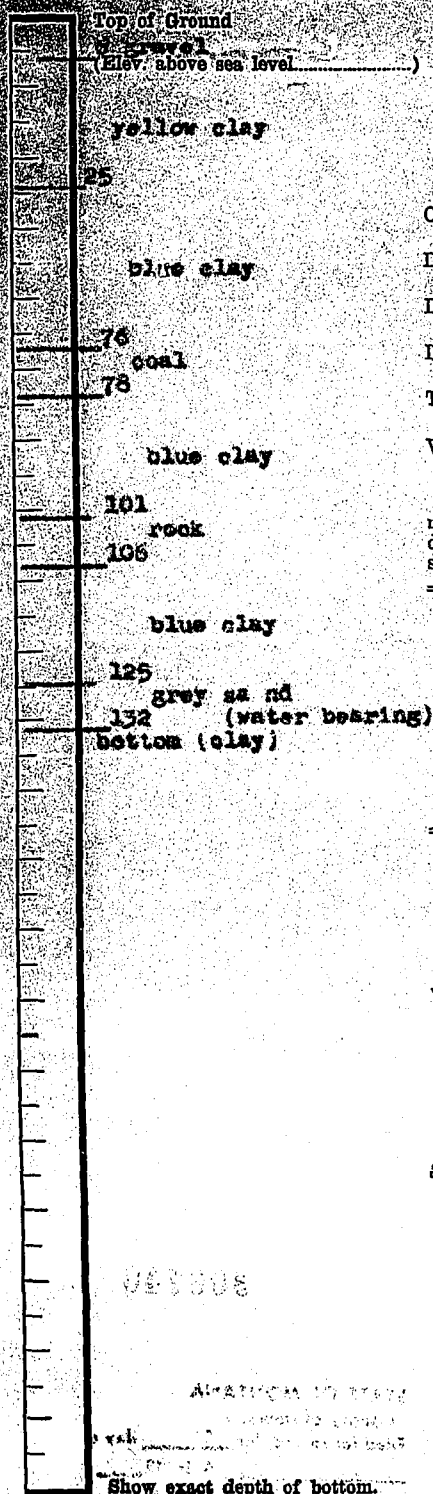 Top of Ground
gravel
(Elev. above sea level..................)
yellow clay
25
blue clay
76
coal
78
blue clay
101
rock
106
blue clay
125
grey sa nd
132 (water bearing)
bottom (clay)
Show exact depth of bottom.